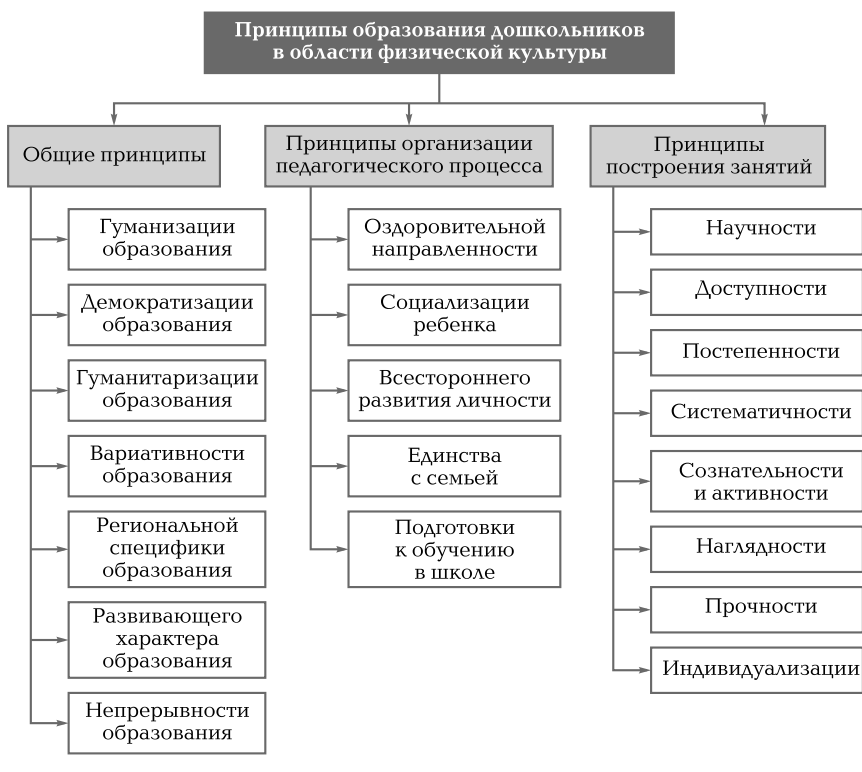 Принципы образования дошкольников
в области физической культуры
Общие принципы
Гуманизации
образования
Демократизации
образования
Гуманитаризации
образования
Вариативности
образования
Региональной
специфики
образования
Развивающего
характера
образования
Непрерывности
образования
Принципы организации
педагогического процесса
Оздоровительной
направленности
Социализации
ребенка
Всестороннего
развития личности
Единства
с семьей
Подготовки
к обучению
в школе
Принципы
построения занятий
Научности
Доступности
Постепенности
Систематичности
Сознательности
и активности
Наглядности
Прочности
Индивидуализации